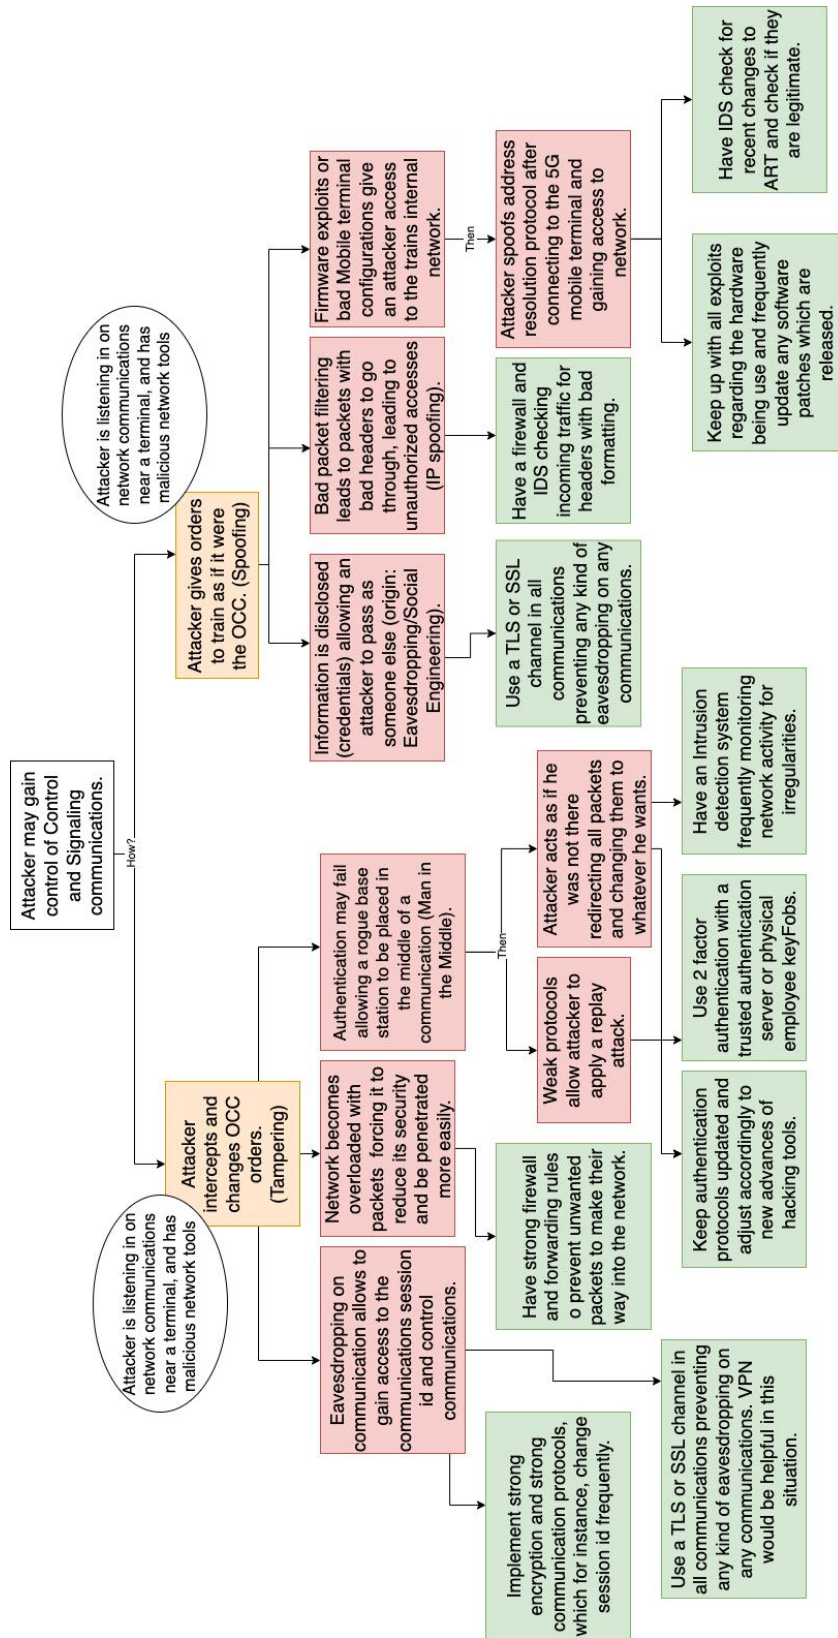 Attacker may gain
control of Control
and Signaling
communications.
How?
Attacker is listening in on
network communications
near a terminal, and has
malicious network tools
Attacker
intercepts and
changes OCC
orders.
(Tampering)
Attacker is listening in on
network communications
near a terminal, and has
malicious network tools
Attacker gives orders
to train as if it were
the OCC. (Spoofing)
Eavesdropping on
communication allows to
gain access to the
communications session
id and control
communications.
Network becomes
overloaded with
packets forcing it to
reduce its security
and be penetrated
more easily.
Authentication may fail
allowing a rogue base
station to be placed in
the middle of a
communication (Man in
the Middle).
Information is disclosed
(credentials) allowing an
attacker to pass as
someone else (origin:
Eavesdropping/Social
Engineering).
Bad packet filtering
leads to packets with
bad headers to go
through, leading to
unauthorized accesses
(IP spoofing).
Firmware exploits or
bad Mobile terminal
configurations give
an attacker access
to the trains internal
network.
Then
Then
Implement strong
encryption and strong
communication protocols,
which for instance, change
session id frequently.
Have strong firewall
and forwarding rules
o prevent unwanted
packets to make their
way into the network.
Weak protocols
allow attacker to
apply a replay
attack.
Attacker acts as if he
was not there
redirecting all packets
and changing them to
whatever he wants.
Use a TLS or SSL
channel in all
communications
preventing any kind of
eavesdropping on any
communications.
Have a firewall and
IDS checking
incoming traffic for
headers with bad
formatting.
Attacker spoofs address
resolution protocol after
connecting to the 5G
mobile terminal and
gaining access to
network.
Use a TLS or SSL channel in
all communications preventing
any kind of eavesdropping on
any communications. VPN
would be helpful in this
situation.
Keep authentication
protocols updated and
adjust accordingly to
new advances of
hacking tools.
Use 2 factor
authentication with a
trusted authentication
server or physical
employee keyFobs.
Have an Intrusion
detection system
frequently monitoring
network activity for
irregularities.
Keep up with all exploits
regarding the hardware
being use and frequently
update any software
patches which are
released.
Have IDS check for
recent changes to
ART and check if they
are legitimate.